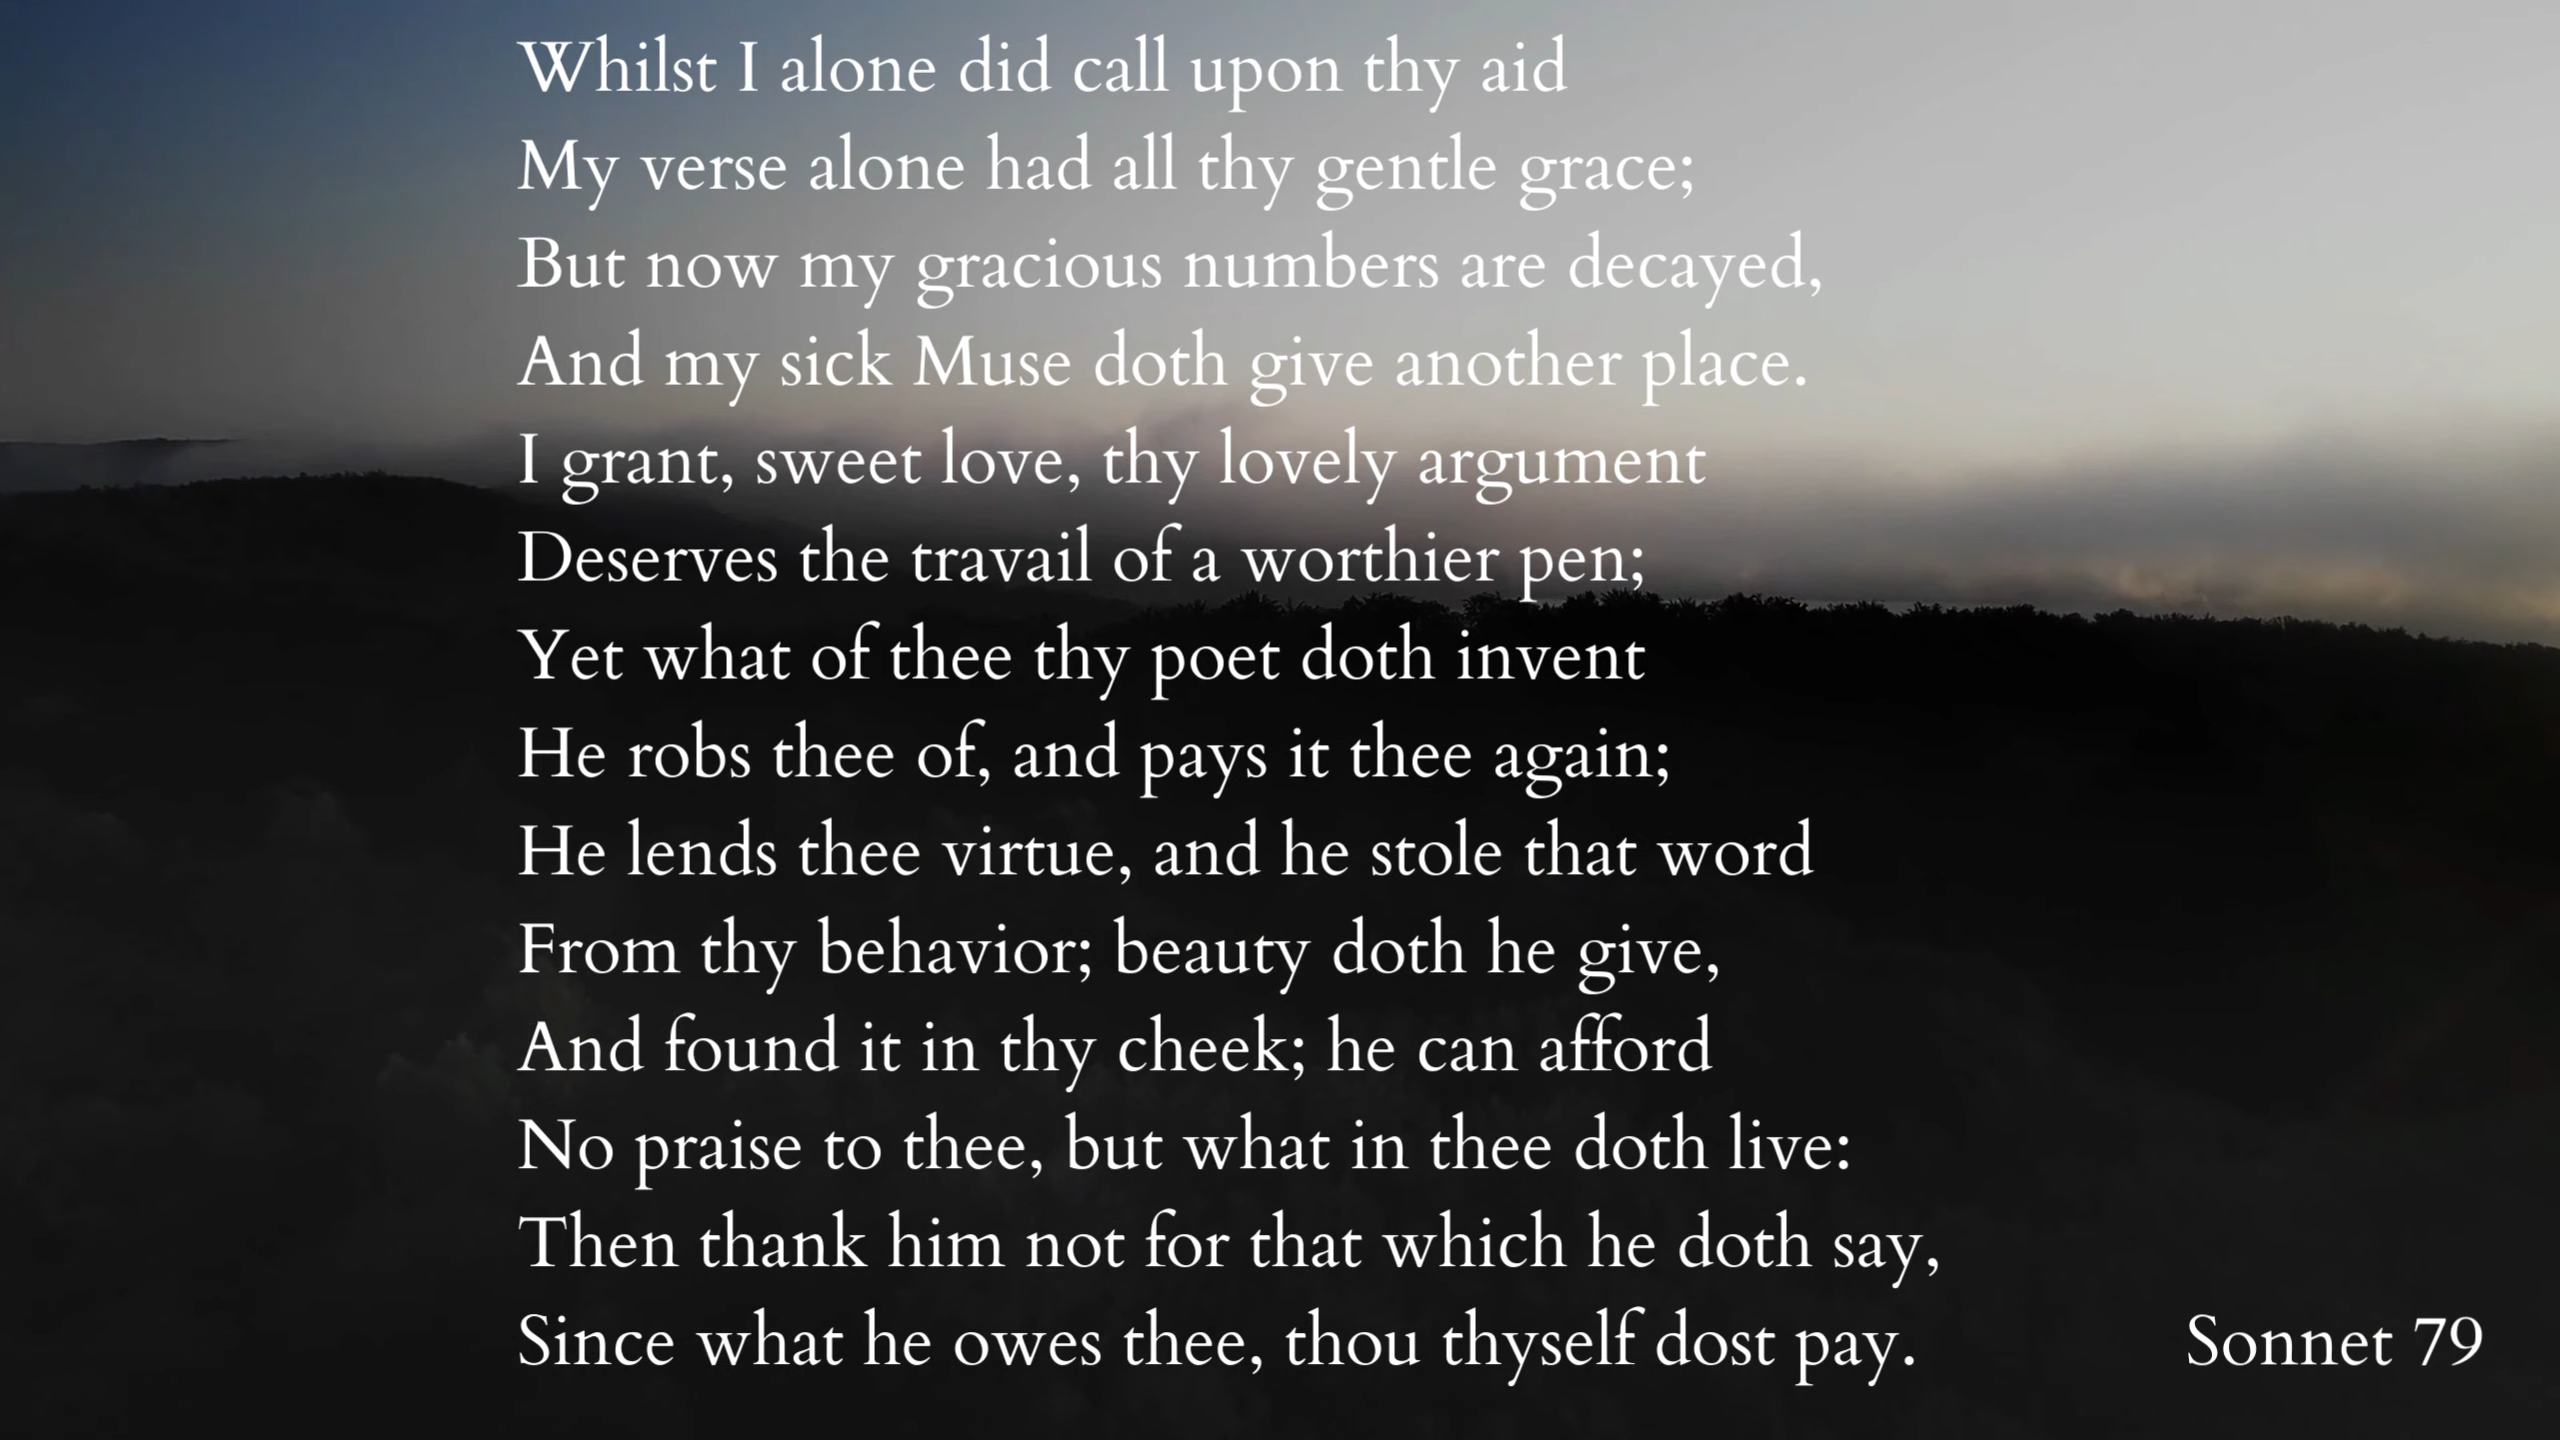 Whilst I alone did call upon thy aid
My verse alone had all thy gentle grace;
But now my gracious numbers are decayed,
And my sick Muse doth give another place.
I grant, sweet love, thy lovely argument
Deserves the travail of a worthier pen;
Yet what of thee thy poet doth invent
He robs thee of, and pays it thee again;
He lends thee virtue, and he stole that word
From thy behavior; beauty doth he give,
And found it in thy cheek; he can afford
No praise to thee, but what in thee doth live:
Then thank him not for that which he doth say,
Since what he owes thee, thou thyself dost pay.
Sonnet 79